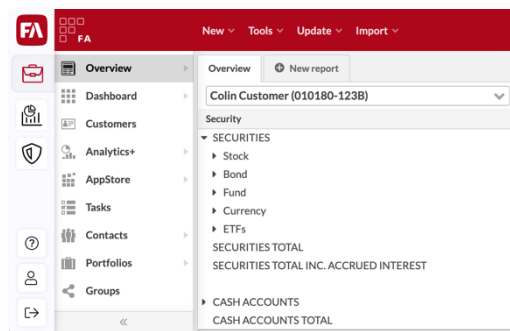 FA
FA
New Tools Update Import
Overview
Dashboard
Customers
Analytics+
AppStore
Tasks
Contacts
Portfolios
Groups
Overview New report
Colin Customer (010180-123B)
Security
SECURITIES
Stock
Bond
Fund
Currency
ETFs
SECURITIES TOTAL
SECURITIES TOTAL INC. ACCRUED INTEREST
CASH ACCOUNTS
CASH ACCOUNTS TOTAL